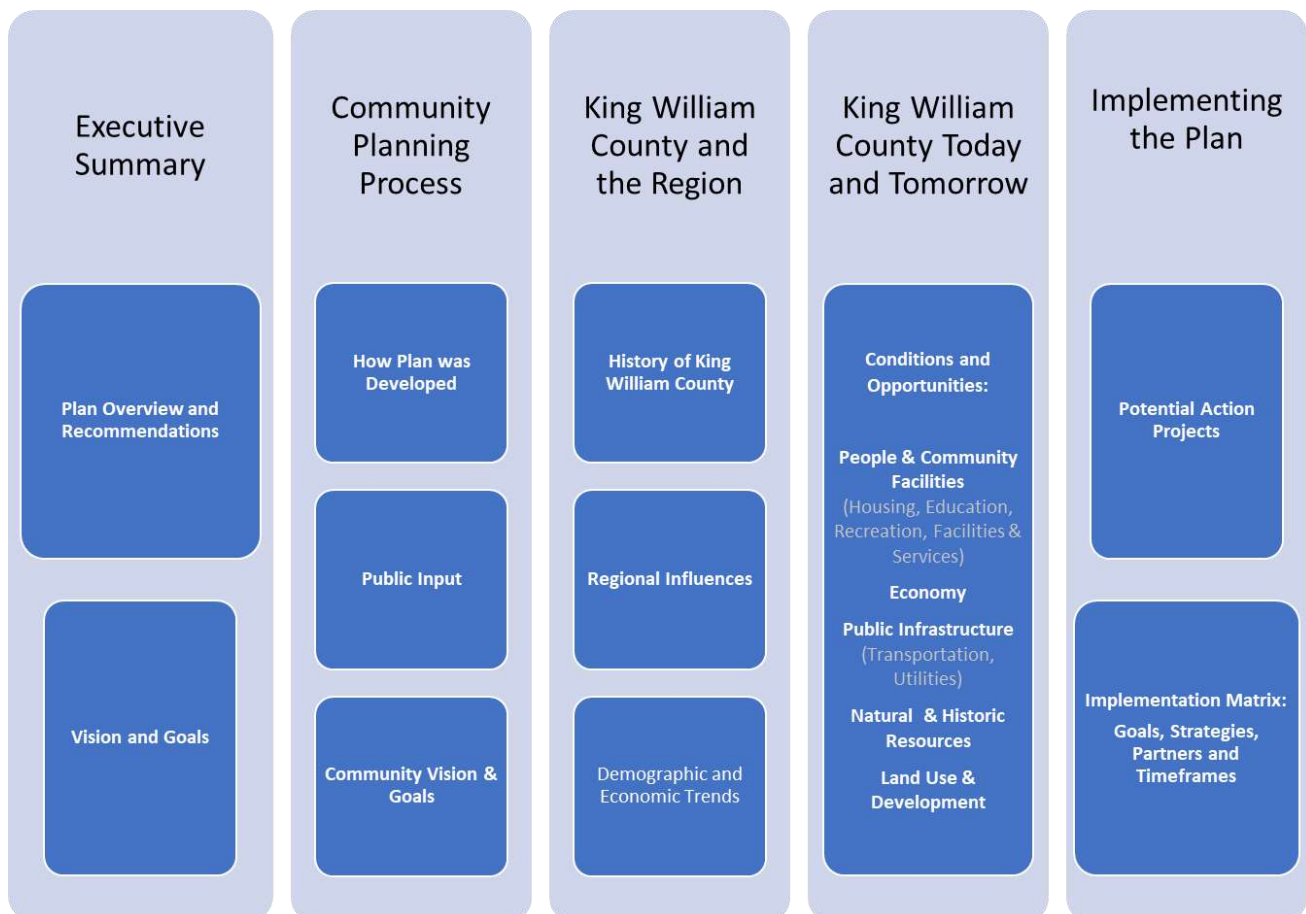 Executive
Summary
Plan Overview and
Recommendations
Vision and Goals
Community
Planning
Process
How Plan was
Developed
Public Input
Community Vision &
Goals
King William
County and
the Region
History of King
William County
Regional Influences
Demographic and
Economic Trends
King William
County Today
and Tomorrow
Conditions and
Opportunities:
People & Community
Facilities
(Housing, Education,
Recreation, Facilities &
Services)
Economy
Public Infrastructure
(Transportation,
Utilities)
Natural & Historic
Resources
Land Use &
Development
Implementing
the Plan
Potential Action
Projects
Implementation Matrix:
Goals, Strategies,
Partners and
Timeframes